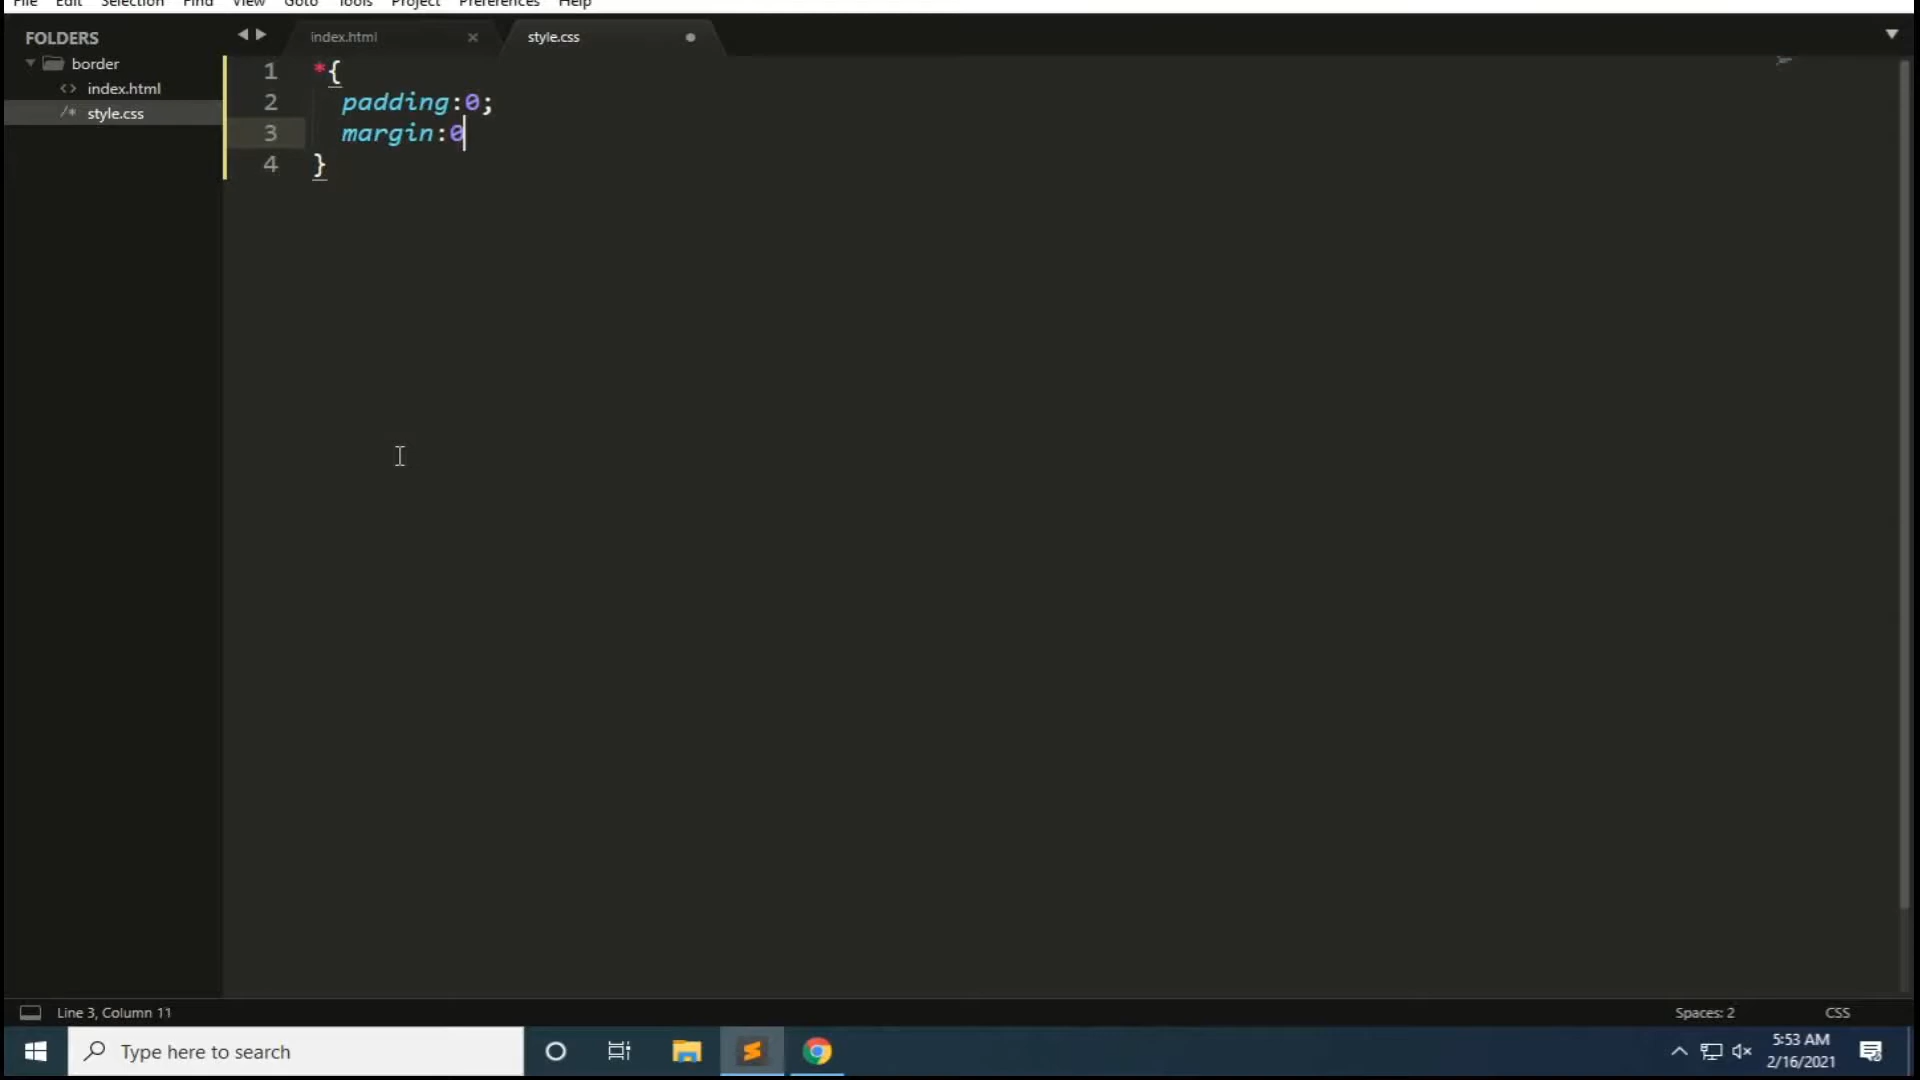 File Edit Selection Find View Goto Tools Project Preferences Help
FOLDERS
border
<> index.html
/* style.css
index.html × style.css
1 *{
2 padding:0;
3 margin:0
4 }
Line 3, Column 11
Spaces: 2 CSS
Type here to search
5:53 AM
2/16/2021